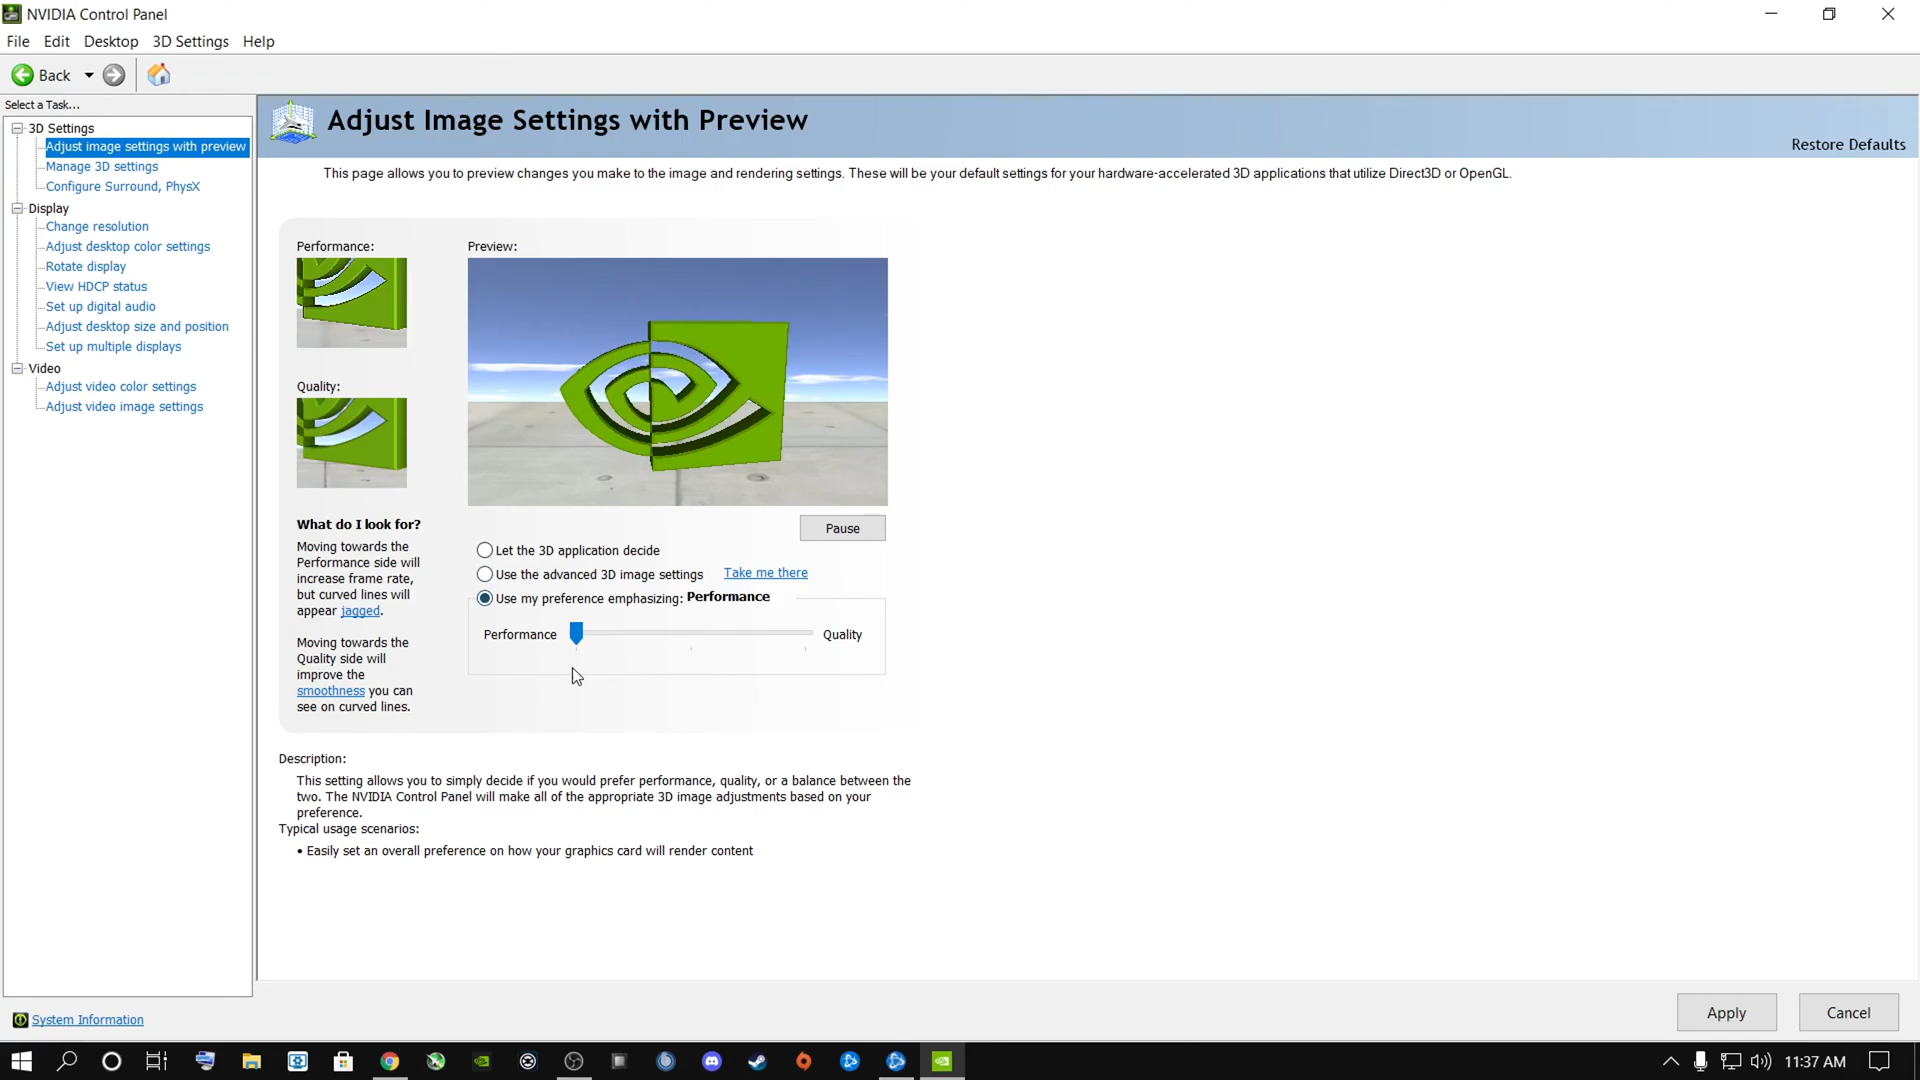 NVIDIA Control Panel
File Edit Desktop 3D Settings Help
Back
Select a Task...
3D Settings
Adjust image settings with preview
Manage 3D settings
Configure Surround, PhysX
Display
Change resolution
Adjust desktop color settings
Rotate display
View HDCP status
Set up digital audio
Adjust desktop size and position
Set up multiple displays
Video
Adjust video color settings
Adjust video image settings
System Information
Adjust Image Settings with Preview
Restore Defaults
This page allows you to preview changes you make to the image and rendering settings. These will be your default settings for your hardware-accelerated 3D applications that utilize Direct3D or OpenGL.
Performance:
Quality:
What do I look for?
Moving towards the
Performance side will
increase frame rate,
but curved lines will
appear jagged.
Moving towards the
Quality side will
improve the
smoothness you can
see on curved lines.
Preview:
Pause
Let the 3D application decide
Use the advanced 3D image settings Take me there
Use my preference emphasizing: Performance
Performance Quality
Description:
This setting allows you to simply decide if you would prefer performance, quality, or a balance between the
two. The NVIDIA Control Panel will make all of the appropriate 3D image adjustments based on your
preference.
Typical usage scenarios:
• Easily set an overall preference on how your graphics card will render content
Apply Cancel
11:37 AM